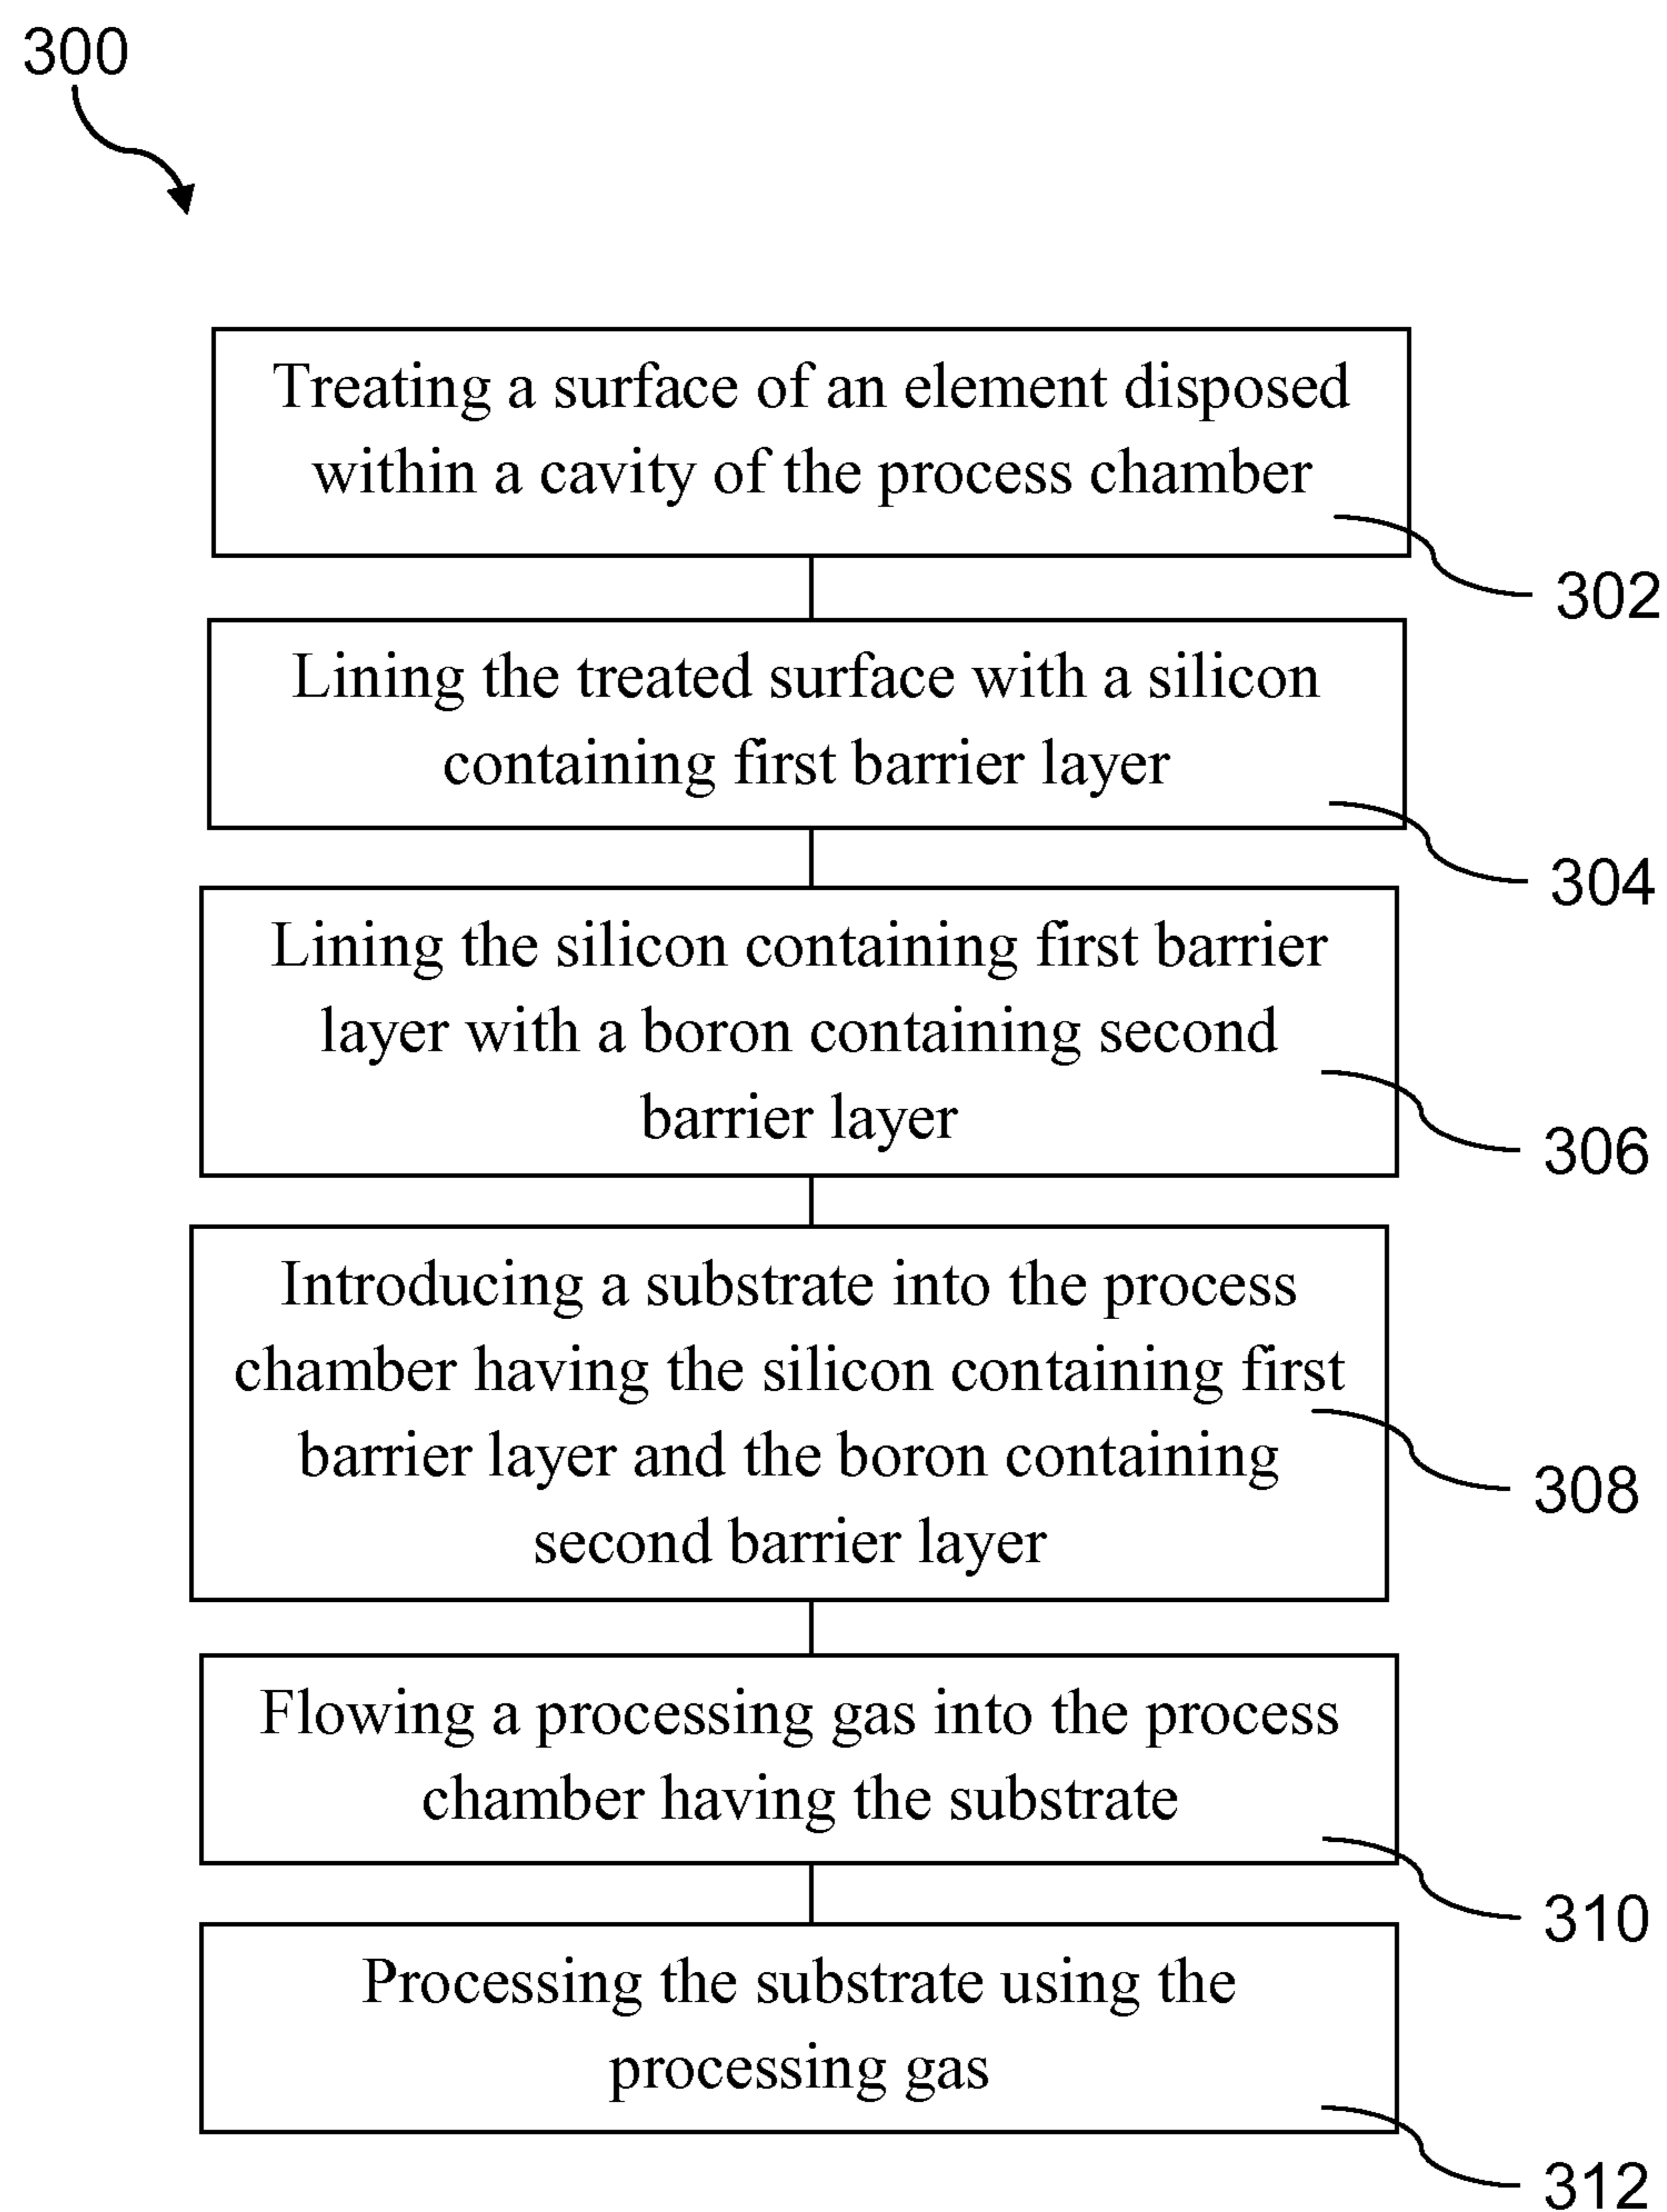 300
Treating a surface of an element disposed
within a cavity of the process chamber
302
Lining the treated surface with a silicon
containing first barrier layer
304
Lining the silicon containing first barrier
layer with a boron containing second
barrier layer
306
Introducing a substrate into the process
chamber having the silicon containing first
barrier layer and the boron containing
second barrier layer
308
Flowing a processing gas into the process
chamber having the substrate
310
Processing the substrate using the
processing gas
312